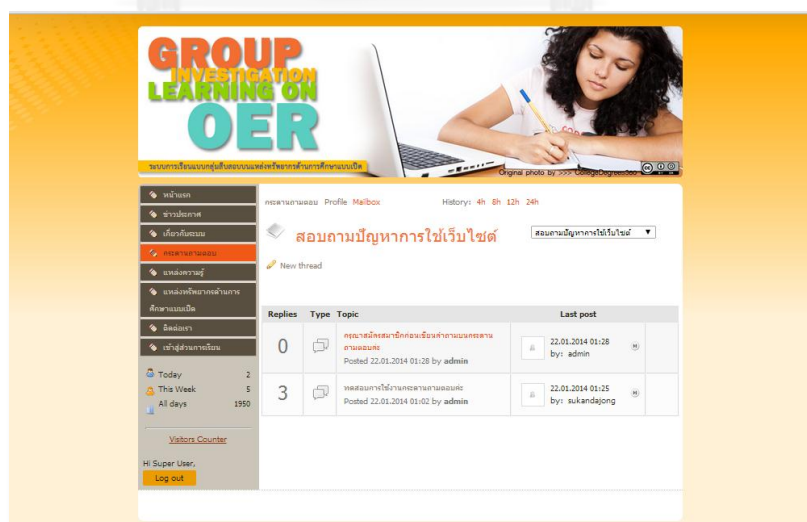 GROUP
INVESTIGATION
LEARNING ON
OER
ระบบการเรียนแบบกลุ่มสืบสอบบนแหล่งทรัพยากรด้านการศึกษาแบบเปิด
Original photo by >>> CollegeDegrees360
หน้าแรก
ข่าวประกาศ
เกี่ยวกับระบบ
กระดานถามตอบ
แหล่งความรู้
แหล่งทรัพยากรด้านการ
ศึกษาแบบเปิด
ติดต่อเรา
เข้าสู่ส่วนการเรียน
Today 2
This Week 5
All days 1950
Visitors Counter
Hi Super User,
Log out
กระดานถามตอบ Profile Mailbox History: 4h 8h 12h 24h
สอบถามปัญหาการใช้เว็บไซต์
สอบถามปัญหาการใช้เว็บไซต์
New thread
Replies Type Topic Last post
0
กรุณาสมัครสมาชิกก่อนเขียนคำถามบนกระดาน
ถามตอบค่ะ
Posted 22.01.2014 01:28 by admin
22.01.2014 01:28
by: admin
3
ทดสอบการใช้งานกระดานถามตอบค่ะ
Posted 22.01.2014 01:02 by admin
22.01.2014 01:25
by: sukandajong